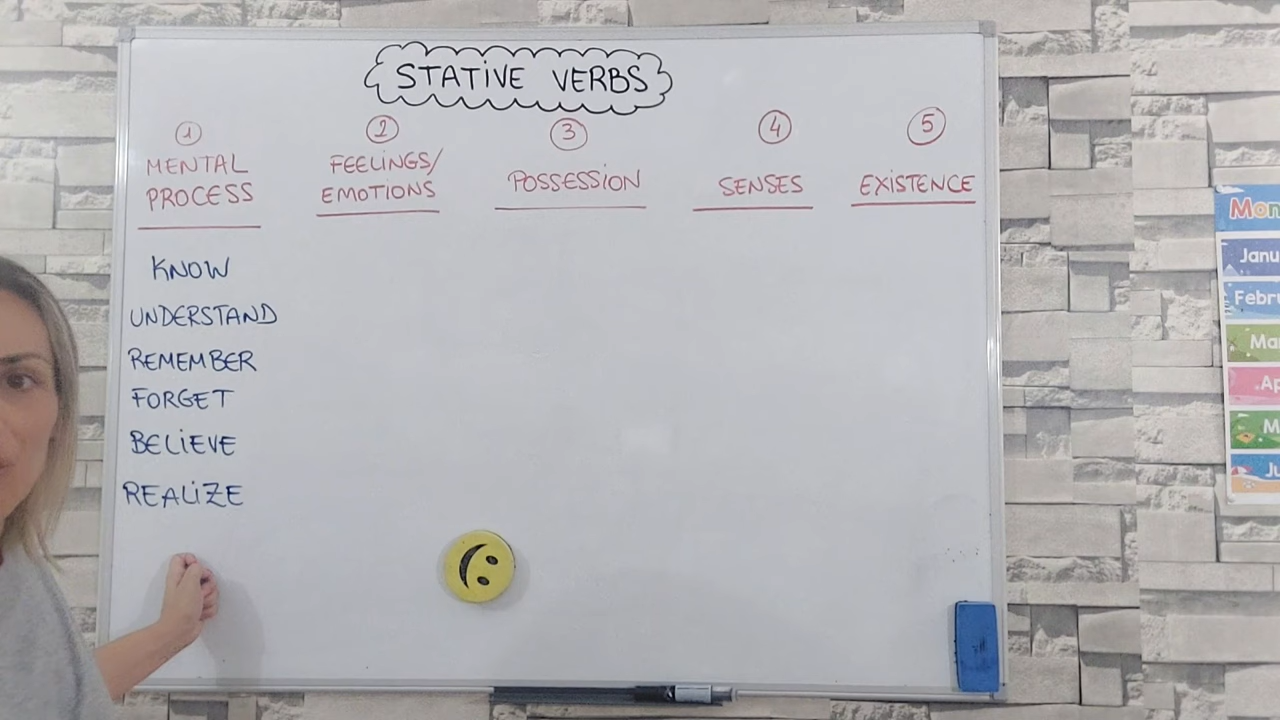 STATIVE VERBS
1
MENTAL
PROCESS
2
FEELINGS/
EMOTIONS
3
POSSESSION
4
SENSES
5
EXISTENCE
KNOW
UNDERSTAND
REMEMBER
FORGET
BELIEVE
REALIZE
Mon
Janu
Febru
Ma
Ap
M
Ju